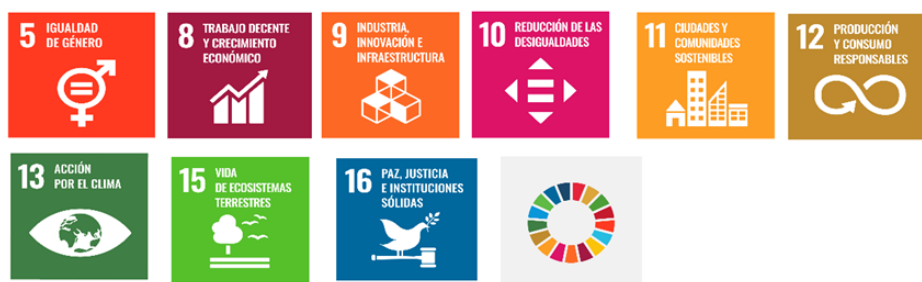 5 IGUALDAD
DE GÉNERO
8 TRABAJO DECENTE
Y CRECIMIENTO
ECONÓMICO
9 INDUSTRIA,
INNOVACIÓN E
INFRAESTRUCTURA
10 REDUCCIÓN DE LAS
DESIGUALDADES
11 CIUDADES Y
COMUNIDADES
SOSTENIBLES
12 PRODUCCIÓN
Y CONSUMO
RESPONSABLES
13 ACCIÓN
POR EL CLIMA
15 VIDA
DE ECOSISTEMAS
TERRESTRES
16 PAZ, JUSTICIA
E INSTITUCIONES
SÓLIDAS